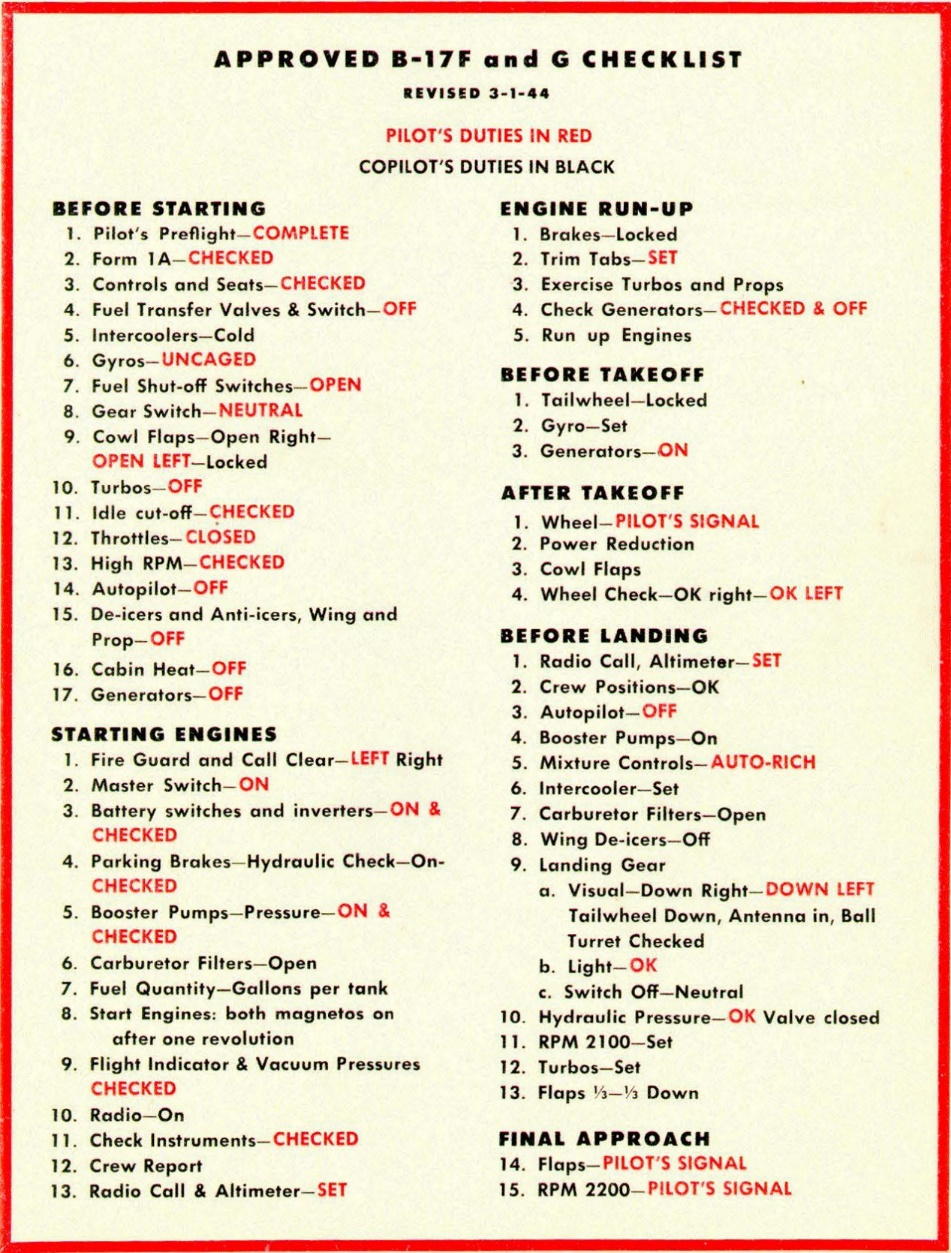 APPROVED B-17F and G CHECKLIST
REVISED 3-1-44
PILOT'S DUTIES IN RED
COPILOT'S DUTIES IN BLACK
BEFORE STARTING
1. Pilot's Preflight—COMPLETE
2. Form 1A—CHECKED
3. Controls and Seats—CHECKED
4. Fuel Transfer Valves & Switch—OFF
5. Intercoolers—Cold
6. Gyros—UNCAGED
7. Fuel Shut-off Switches—OPEN
8. Gear Switch—NEUTRAL
9. Cowl Flaps—Open Right—
OPEN LEFT—Locked
10. Turbos—OFF
11. Idle cut-off—CHECKED
12. Throttles—CLOSED
13. High RPM—CHECKED
14. Autopilot—OFF
15. De-icers and Anti-icers, Wing and
Prop—OFF
16. Cabin Heat—OFF
17. Generators—OFF
STARTING ENGINES
1. Fire Guard and Call Clear—LEFT Right
2. Master Switch—ON
3. Battery switches and inverters—ON &
CHECKED
4. Parking Brakes—Hydraulic Check—On-
CHECKED
5. Booster Pumps—Pressure—ON &
CHECKED
6. Carburetor Filters—Open
7. Fuel Quantity—Gallons per tank
8. Start Engines: both magnetos on
after one revolution
9. Flight Indicator & Vacuum Pressures
CHECKED
10. Radio—On
11. Check Instruments—CHECKED
12. Crew Report
13. Radio Call & Altimeter—SET
ENGINE RUN-UP
1. Brakes—Locked
2. Trim Tabs—SET
3. Exercise Turbos and Props
4. Check Generators—CHECKED & OFF
5. Run up Engines
BEFORE TAKEOFF
1. Tailwheel—Locked
2. Gyro—Set
3. Generators—ON
AFTER TAKEOFF
1. Wheel—PILOT'S SIGNAL
2. Power Reduction
3. Cowl Flaps
4. Wheel Check—OK right—OK LEFT
BEFORE LANDING
1. Radio Call, Altimeter—SET
2. Crew Positions—OK
3. Autopilot—OFF
4. Booster Pumps—On
5. Mixture Controls—AUTO-RICH
6. Intercooler—Set
7. Carburetor Filters—Open
8. Wing De-icers—Off
9. Landing Gear
a. Visual—Down Right—DOWN LEFT
Tailwheel Down, Antenna in, Ball
Turret Checked
b. Light—OK
c. Switch Off—Neutral
10. Hydraulic Pressure—OK Valve closed
11. RPM 2100—Set
12. Turbos—Set
13. Flaps ⅓—⅓ Down
FINAL APPROACH
14. Flaps—PILOT'S SIGNAL
15. RPM 2200—PILOT'S SIGNAL